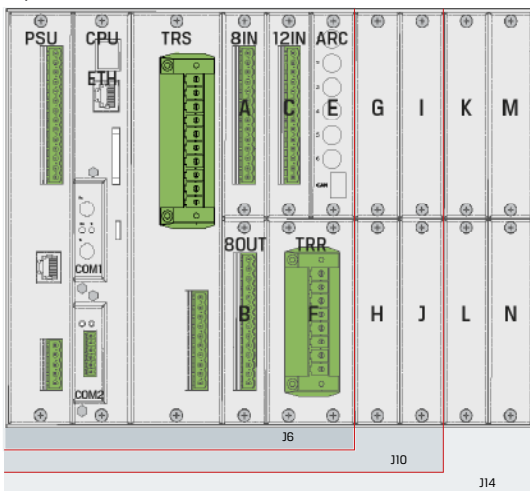 PSU CPU TRS 8IN 12IN ARC
ETH
A C E G I K M
COM1
8OUT TRR
B F H J L N
COM2
J6
J10
J14